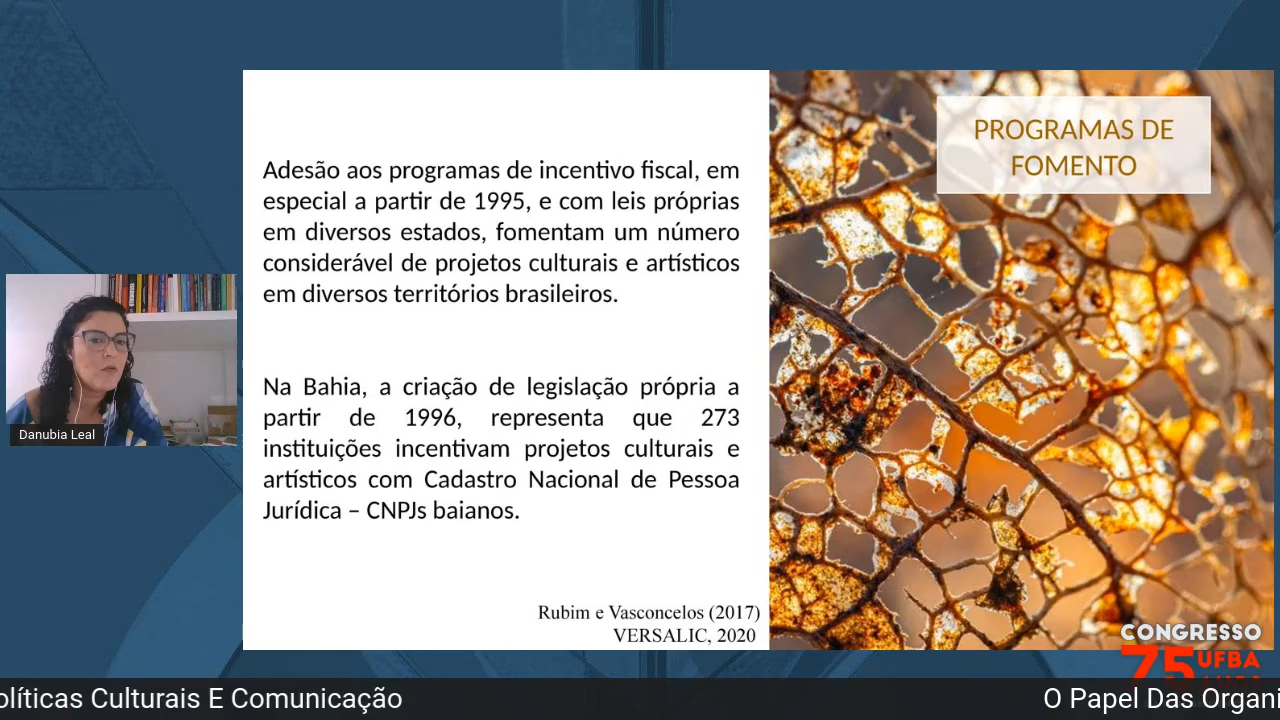 PROGRAMAS DE
FOMENTO
Adesão aos programas de incentivo fiscal, em
especial a partir de 1995, e com leis próprias
em diversos estados, fomentam um número
considerável de projetos culturais e artísticos
em diversos territórios brasileiros.
Na Bahia, a criação de legislação própria a
partir de 1996, representa que 273
instituições incentivam projetos culturais e
artísticos com Cadastro Nacional de Pessoa
Jurídica – CNPJs baianos.
Rubim e Vasconcelos (2017)
VERSALIC, 2020
Danubia Leal
CONGRESSO
75 UFBA
olíticas Culturais E Comunicação
O Papel Das Organi